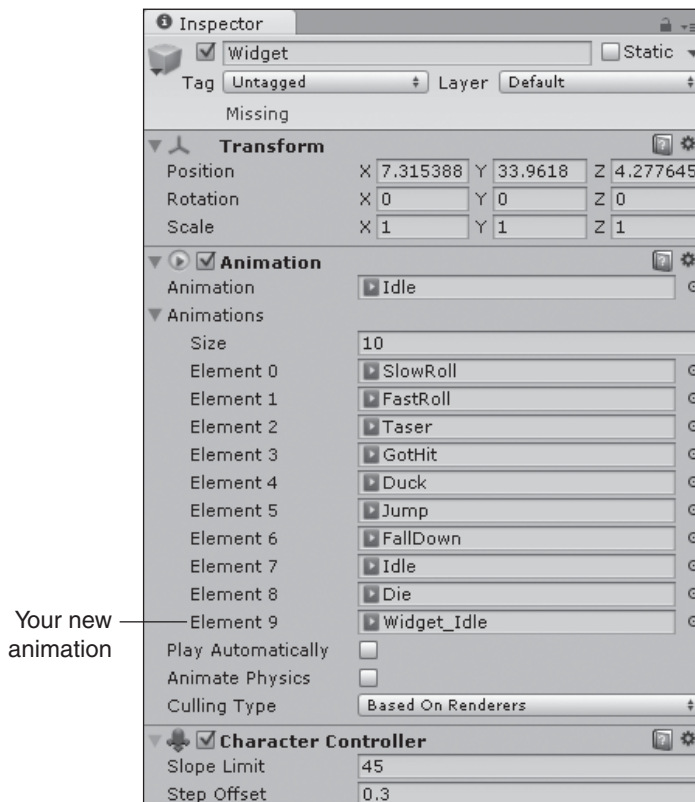 Inspector
Widget Static
Tag Untagged Layer Default
Missing
Transform
Position X 7.315388 Y 33.9618 Z 4.277645
Rotation X 0 Y 0 Z 0
Scale X 1 Y 1 Z 1
Animation
Animation Idle
Animations
Size 10
Element 0 SlowRoll
Element 1 FastRoll
Element 2 Taser
Element 3 GotHit
Element 4 Duck
Element 5 Jump
Element 6 FallDown
Element 7 Idle
Element 8 Die
Your new animation
Element 9 Widget_Idle
Play Automatically
Animate Physics
Culling Type Based On Renderers
Character Controller
Slope Limit 45
Step Offset 0.3